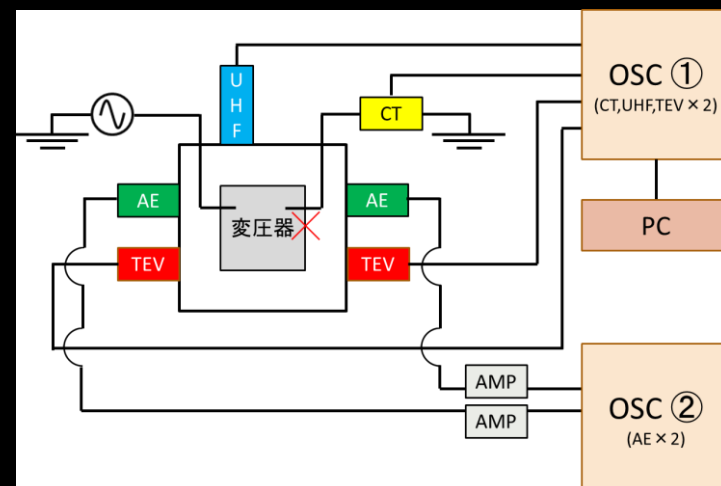 UHF
CT
OSC ①
(CT,UHF,TEV×2)
AE
AE
変圧器
TEV
TEV
PC
AMP
AMP
OSC ②
(AE×2)